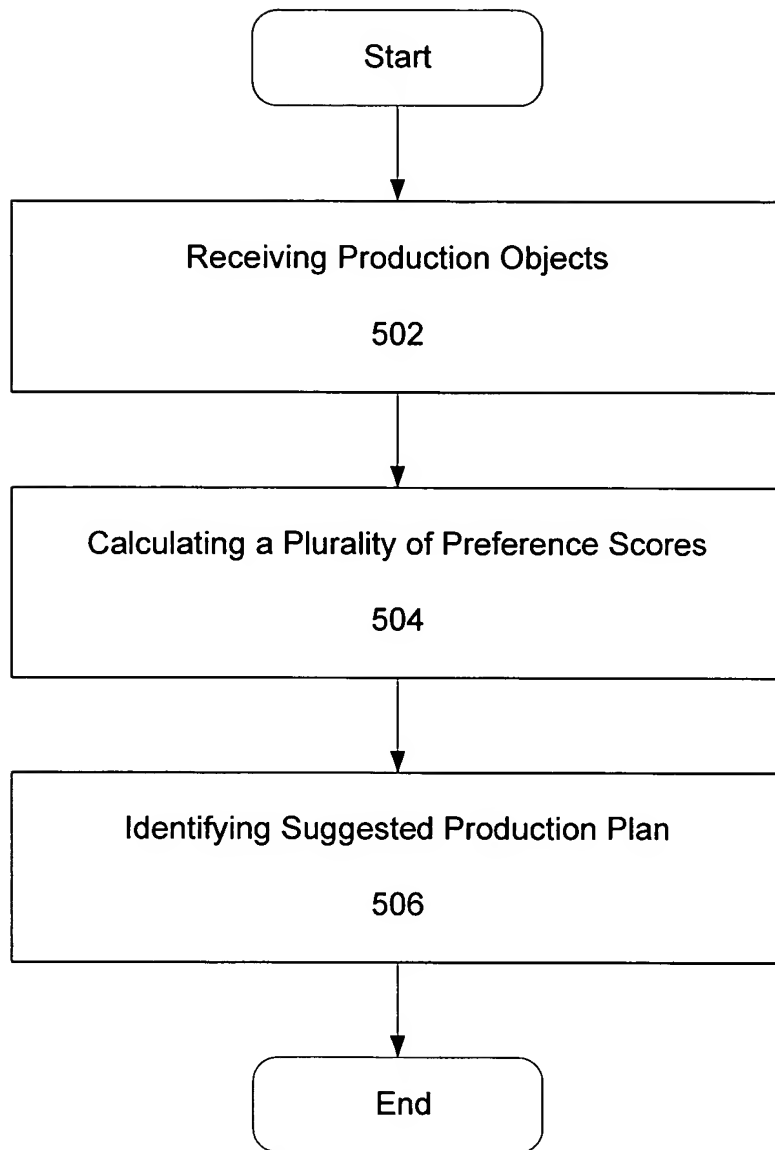 Start
Receiving Production Objects
502
Calculating a Plurality of Preference Scores
504
Identifying Suggested Production Plan
506
End